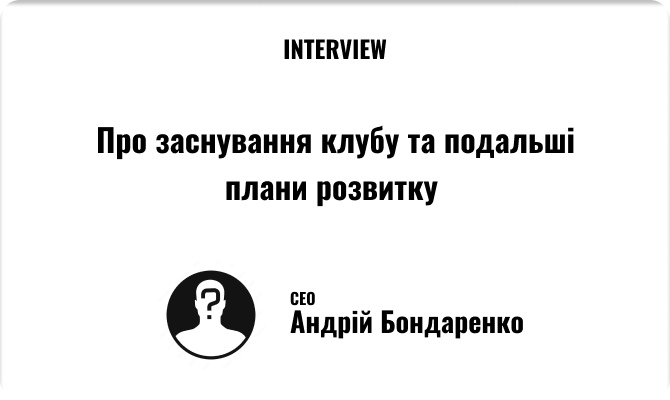 INTERVIEW
Про заснування клубу та подальші
плани розвитку
?
CEO
Андрій Бондаренко